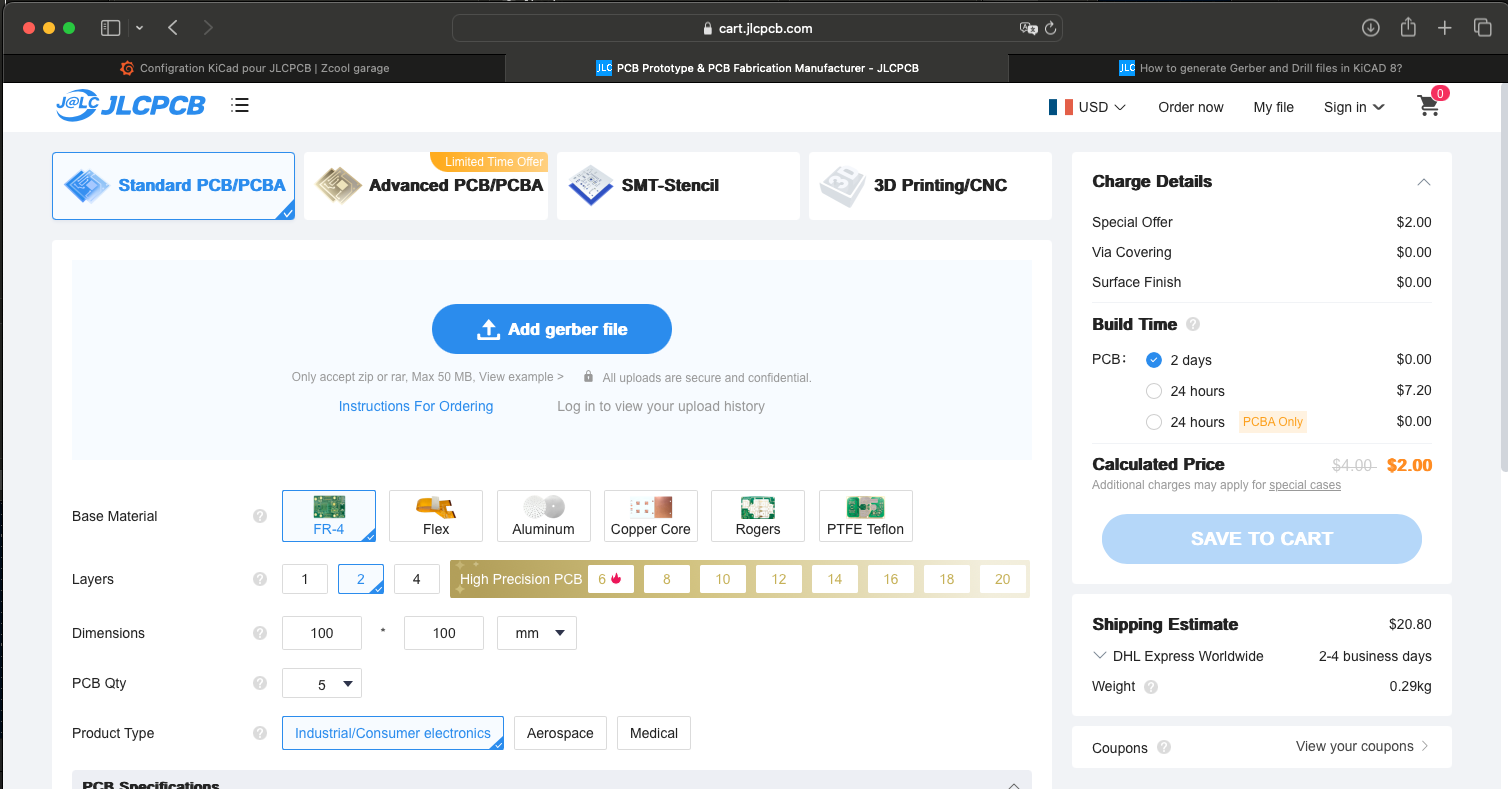 cart.jlcpcb.com
Configration KiCad pour JLCPCB | Zcool garage
JLC PCB Prototype & PCB Fabrication Manufacturer - JLCPCB
JLC How to generate Gerber and Drill files in KiCAD 8?
J@LC JLCPCB
USD
Order now
My file
Sign in
0
Standard PCB/PCBA
Limited Time Offer
Advanced PCB/PCBA
SMT-Stencil
3D
3D Printing/CNC
Add gerber file
Only accept zip or rar, Max 50 MB, View example >
All uploads are secure and confidential.
Instructions For Ordering
Log in to view your upload history
Base Material
FR-4
Flex
Aluminum
Copper Core
Rogers
PTFE Teflon
Layers
1
2
4
High Precision PCB
6
8
10
12
14
16
18
20
Dimensions
100
*
100
mm
PCB Qty
5
Product Type
Industrial/Consumer electronics
Aerospace
Medical
PCB Specifications
Charge Details
Special Offer $2.00
Via Covering $0.00
Surface Finish $0.00
Build Time
PCB: 2 days $0.00
24 hours $7.20
24 hours PCBA Only $0.00
Calculated Price $4.00 $2.00
Additional charges may apply for special cases
SAVE TO CART
Shipping Estimate $20.80
DHL Express Worldwide 2-4 business days
Weight 0.29kg
Coupons View your coupons >